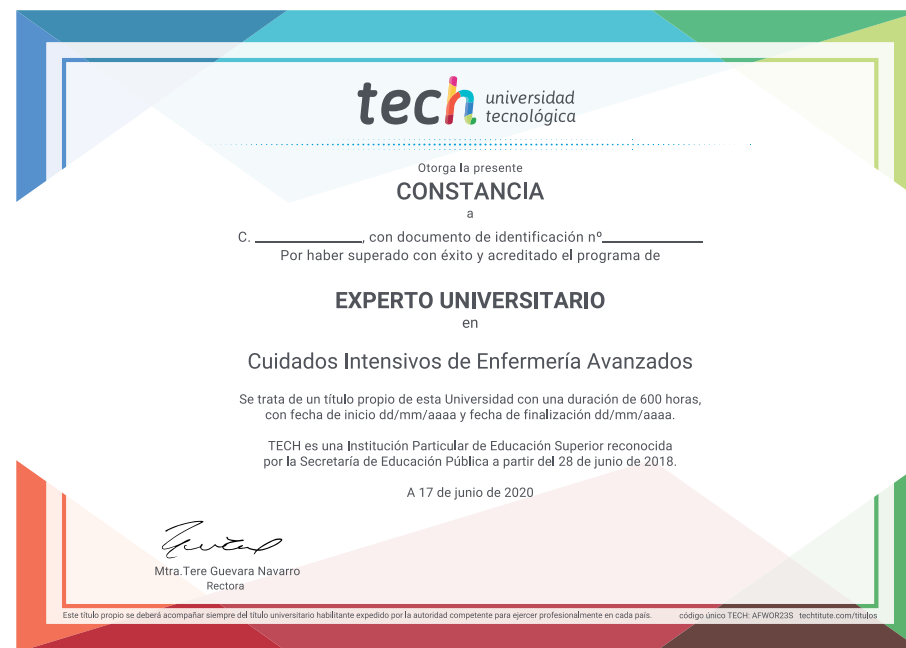 tech universidad
tecnológica
Otorga la presente
CONSTANCIA
a
C. ____________, con documento de identificación nº____________
Por haber superado con éxito y acreditado el programa de
EXPERTO UNIVERSITARIO
en
Cuidados Intensivos de Enfermería Avanzados
Se trata de un título propio de esta Universidad con una duración de 600 horas,
con fecha de inicio dd/mm/aaaa y fecha de finalización dd/mm/aaaa.
TECH es una Institución Particular de Educación Superior reconocida
por la Secretaría de Educación Pública a partir del 28 de junio de 2018.
A 17 de junio de 2020
Mtra.Tere Guevara Navarro
Rectora
Este título propio se deberá acompañar siempre del título universitario habilitante expedido por la autoridad competente para ejercer profesionalmente en cada país. código único TECH: AFWOR23S techtitute.com/títulos